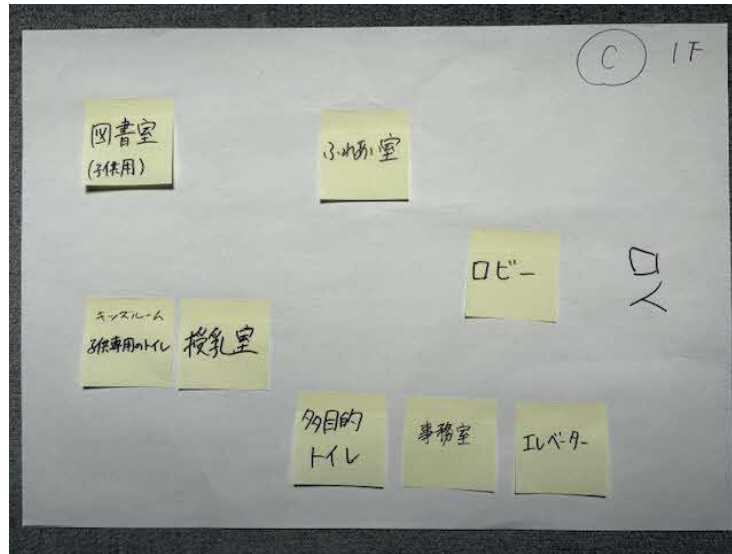 C 1F
図書室
(子供用)
ふれあい室
ロビー
入口
キッズルーム
子供専用のトイレ
授乳室
多目的
トイレ
事務室
エレベーター